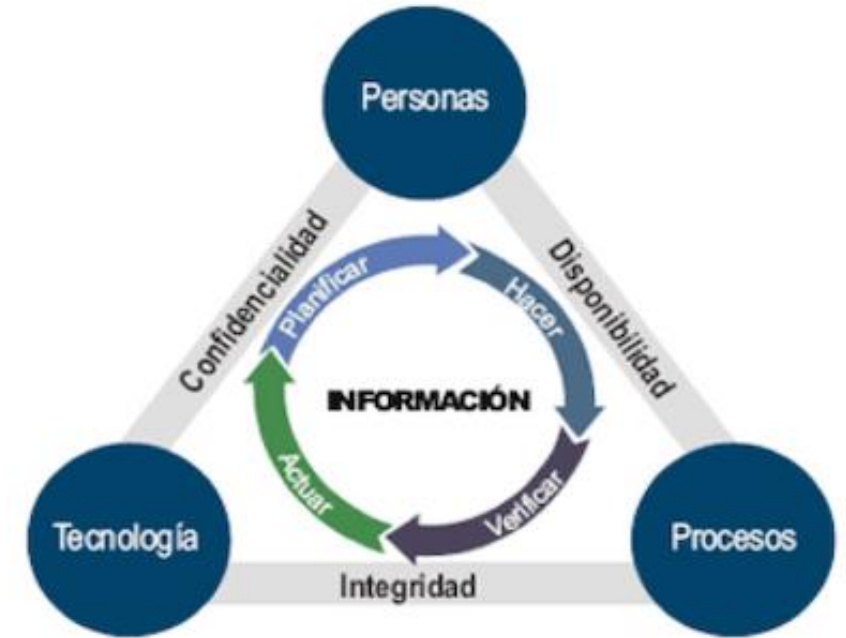 Personas
Confidencialidad
Disponibilidad
Planificar
Hacer
INFORMACIÓN
Actuar
Verificar
Tecnología
Procesos
Integridad